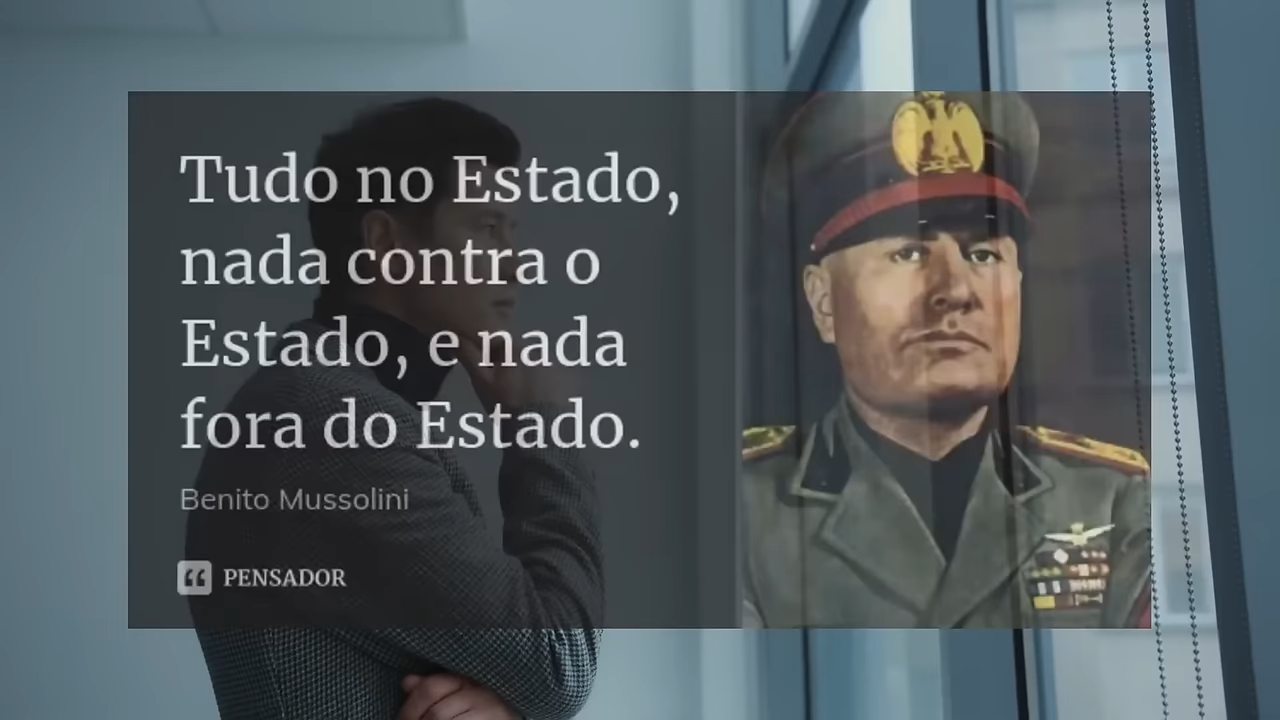 Tudo no Estado,
nada contra o
Estado, e nada
fora do Estado.
Benito Mussolini
PENSADOR